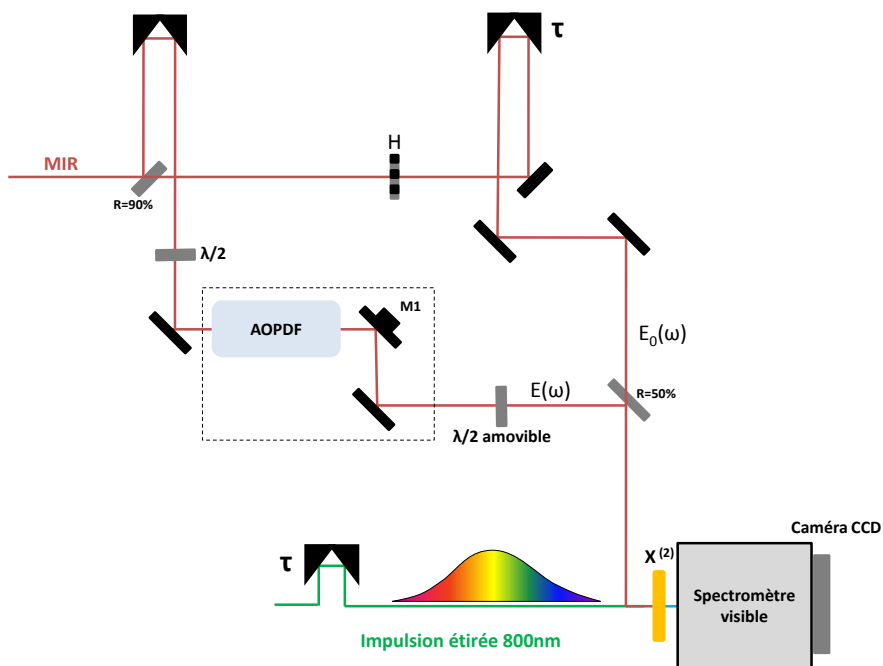 τ
H
MIR
R=90%
λ/2
M1
AOPDF
E₀(ω)
E(ω)
R=50%
λ/2 amovible
Caméra CCD
τ
X⁽²⁾
Spectromètre
visible
Impulsion étirée 800nm